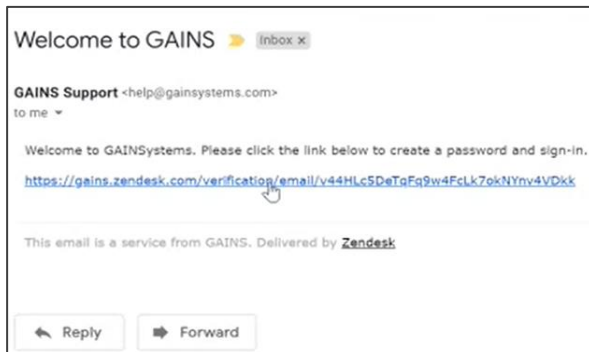 Welcome to GAINS Inbox x
GAINS Support <help@gainsystems.com>
to me
Welcome to GAINSystems. Please click the link below to create a password and sign-in.
https://gains.zendesk.com/verification/email/v44HLc5DeTqFq9w4FcLk7okNYnv4VDkk
This email is a service from GAINS. Delivered by Zendesk
Reply Forward